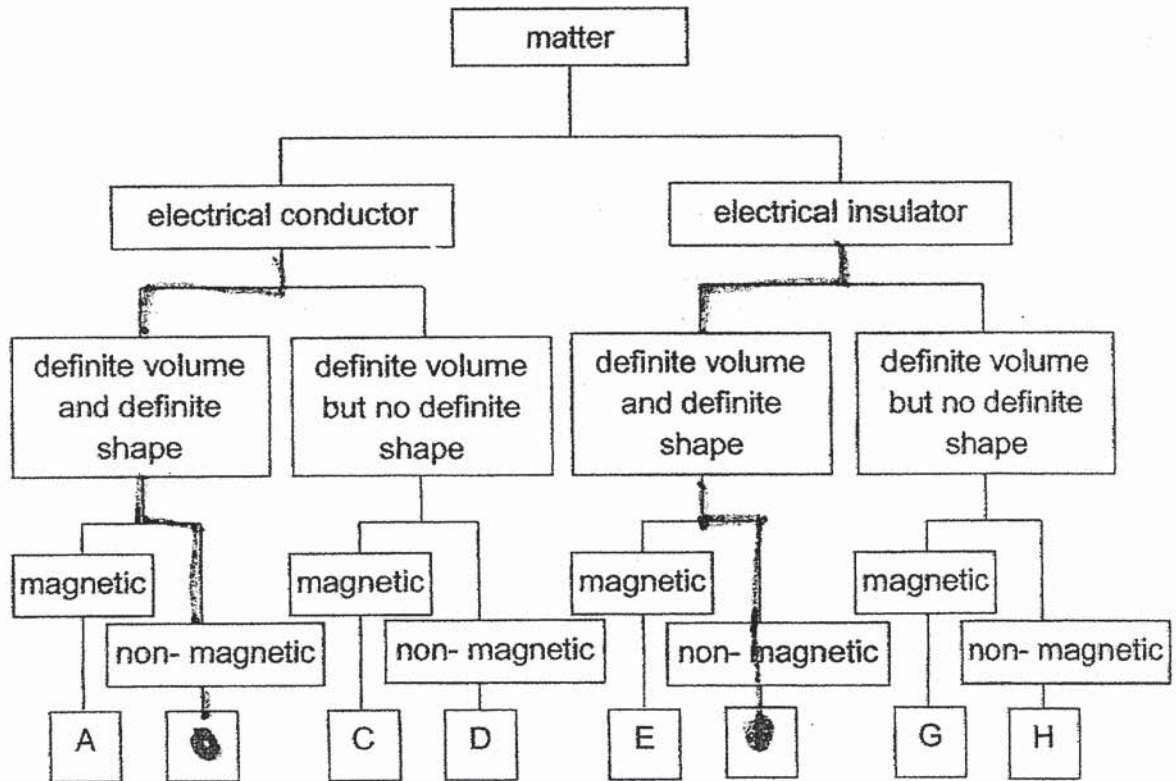 matter
electrical conductor
electrical insulator
definite volume
and definite
shape
definite volume
but no definite
shape
definite volume
and definite
shape
definite volume
but no definite
shape
magnetic
non- magnetic
magnetic
non- magnetic
magnetic
non- magnetic
magnetic
non- magnetic
A
C
D
E
G
H